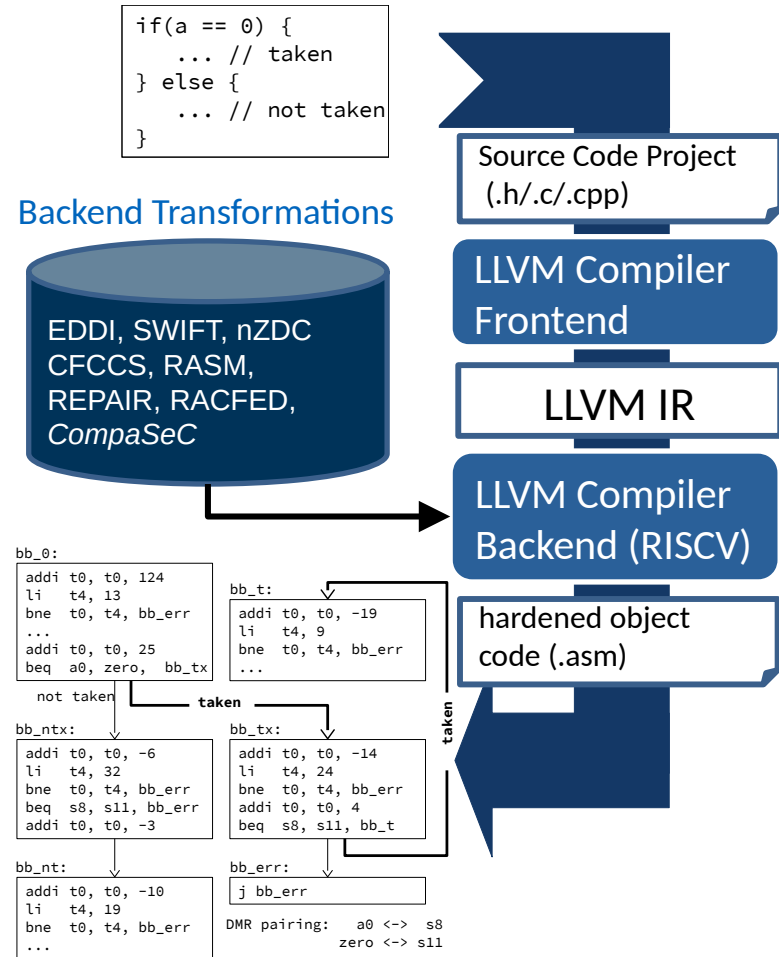 if(a == 0) {
... // taken
} else {
... // not taken
}
Source Code Project
(.h/.c/.cpp)
Backend Transformations
EDDI, SWIFT, nZDC
CFCCS, RASM,
REPAIR, RACFED,
CompaSeC
LLVM Compiler
Frontend
LLVM IR
LLVM Compiler
Backend (RISCV)
hardened object
code (.asm)
bb_0:
addi t0, t0, 124
li t4, 13
bne t0, t4, bb_err
...
addi t0, t0, 25
beq a0, zero, bb_tx
bb_t:
addi t0, t0, -19
li t4, 9
bne t0, t4, bb_err
...
not taken
taken
taken
bb_ntx:
addi t0, t0, -6
li t4, 32
bne t0, t4, bb_err
beq s8, s11, bb_err
addi t0, t0, -3
bb_tx:
addi t0, t0, -14
li t4, 24
bne t0, t4, bb_err
addi t0, t0, 4
beq s8, s11, bb_t
bb_nt:
addi t0, t0, -10
li t4, 19
bne t0, t4, bb_err
...
bb_err:
j bb_err
DMR pairing: a0 <-> s8
zero <-> s11